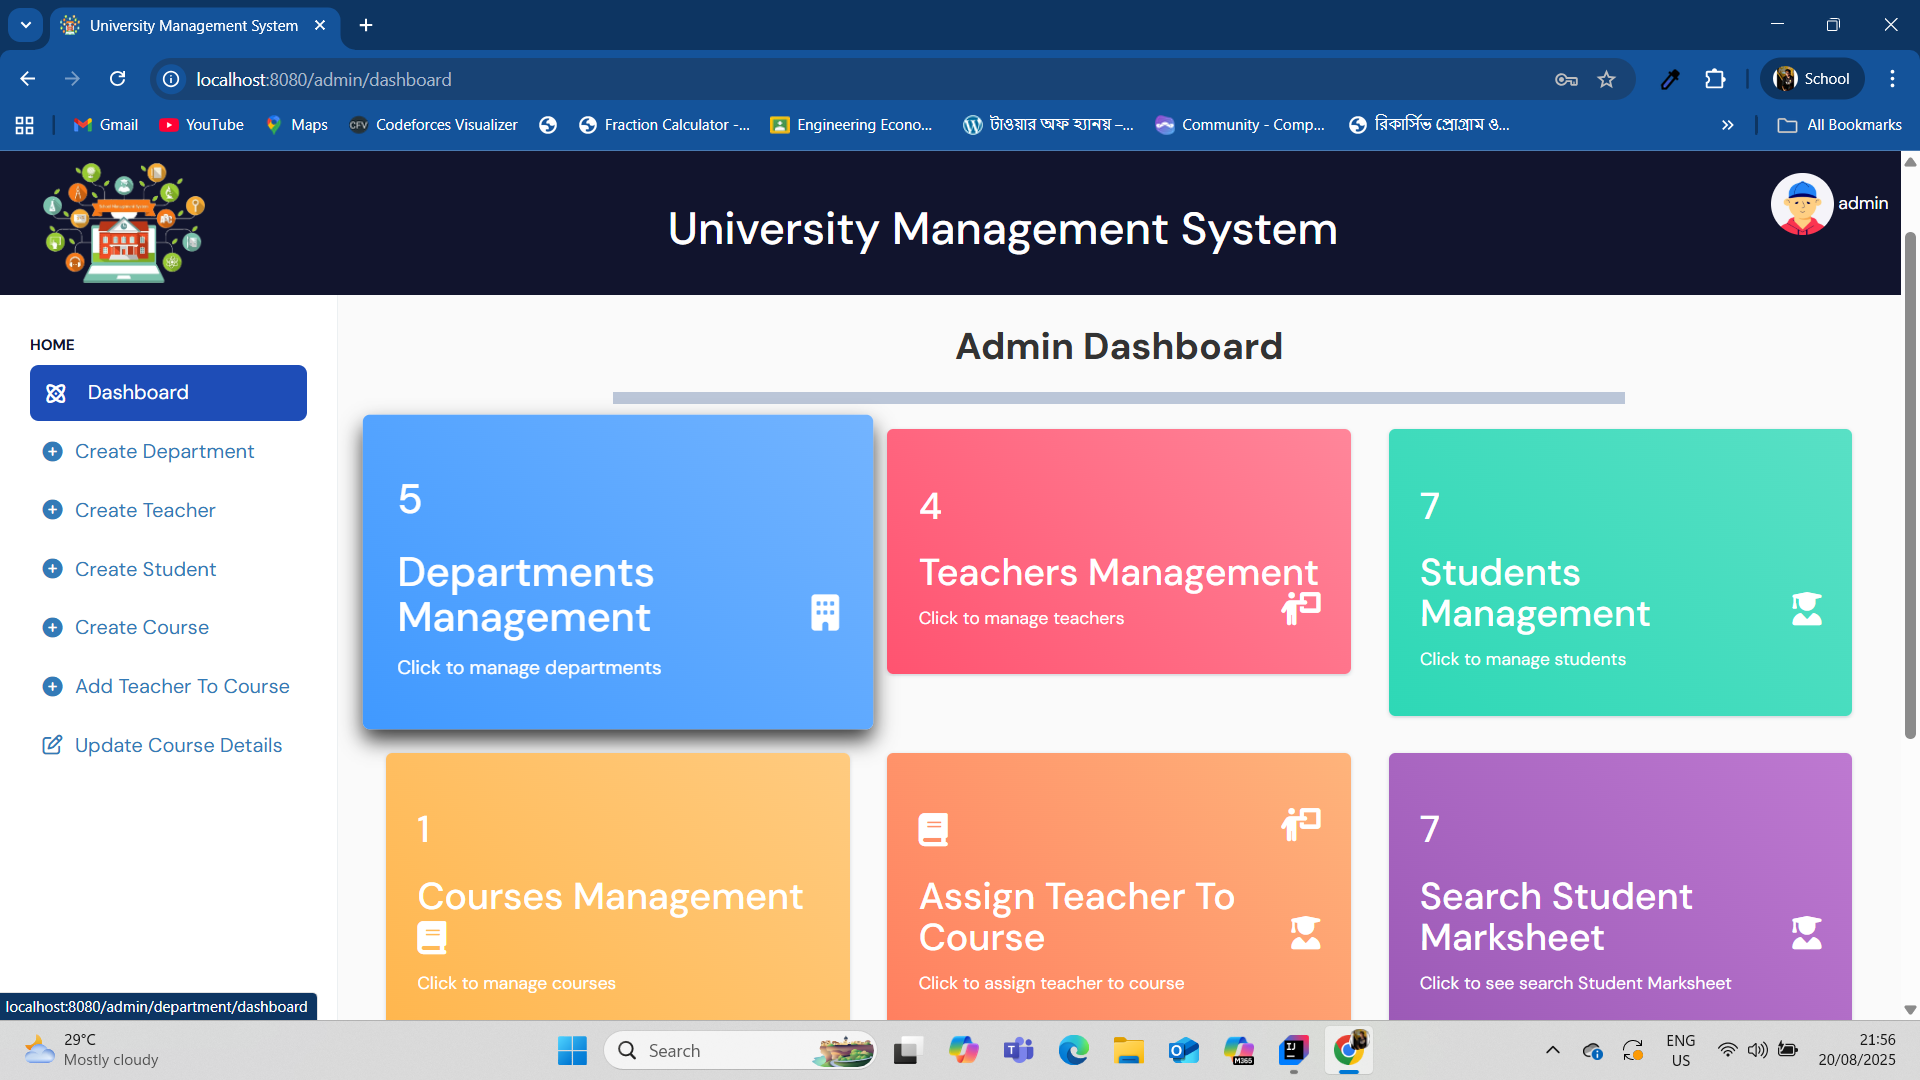 University Management System
localhost:8080/admin/dashboard
School
Gmail
YouTube
Maps
CFV
Codeforces Visualizer
Fraction Calculator -...
Engineering Econo...
টাওয়ার অফ হ্যানয় –...
Community - Comp...
রিকার্সিভ প্রোগ্রাম ও...
All Bookmarks
University Management System
admin
HOME
Dashboard
Create Department
Create Teacher
Create Student
Create Course
Add Teacher To Course
Update Course Details
Admin Dashboard
5
Departments
Management
Click to manage departments
4
Teachers Management
Click to manage teachers
7
Students
Management
Click to manage students
1
Courses Management
Click to manage courses
Assign Teacher To
Course
Click to assign teacher to course
7
Search Student
Marksheet
Click to see search Student Marksheet
localhost:8080/admin/department/dashboard
29°C
Mostly cloudy
Search
M365
ENG
US
21:56
20/08/2025